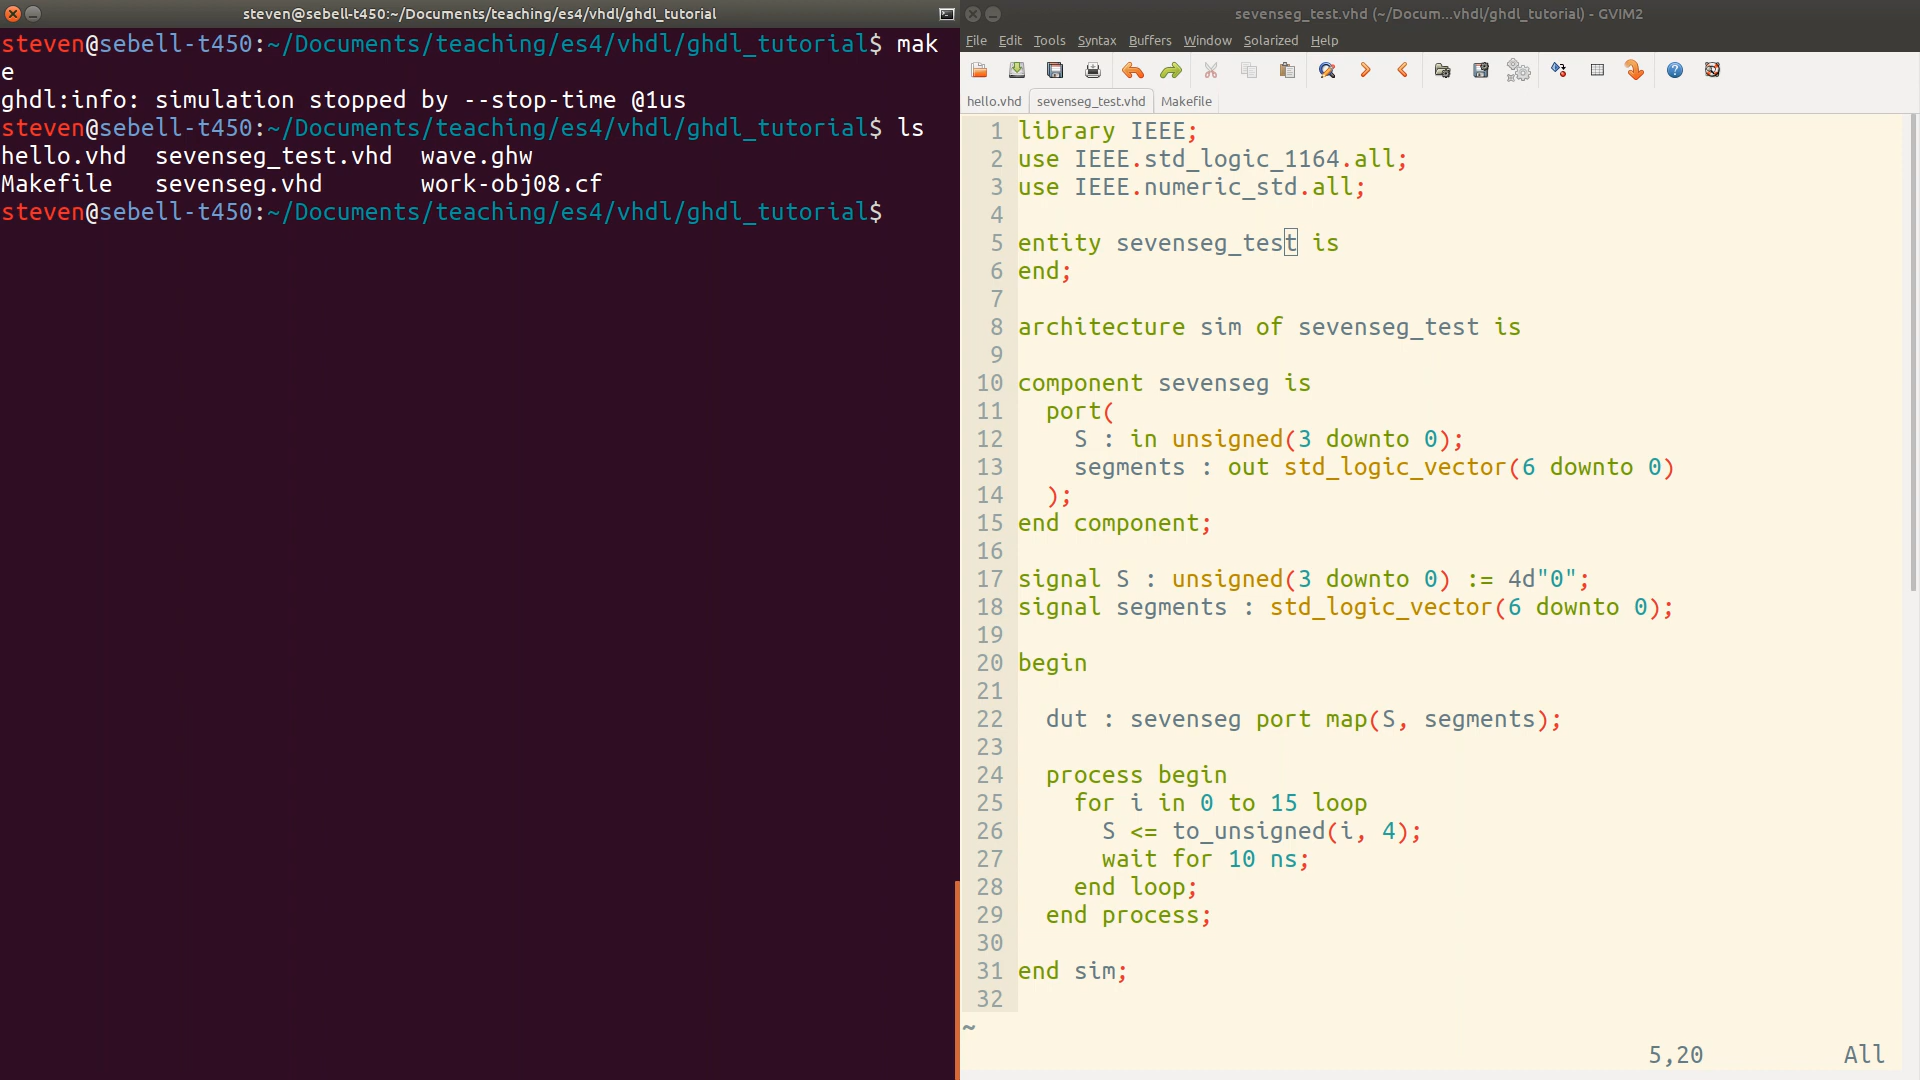 steven@sebell-t450:~/Documents/teaching/es4/vhdl/ghdl_tutorial
steven@sebell-t450:~/Documents/teaching/es4/vhdl/ghdl_tutorial$ mak
e
ghdl:info: simulation stopped by --stop-time @1us
steven@sebell-t450:~/Documents/teaching/es4/vhdl/ghdl_tutorial$ ls
hello.vhd  sevenseg_test.vhd  wave.ghw
Makefile   sevenseg.vhd       work-obj08.cf
steven@sebell-t450:~/Documents/teaching/es4/vhdl/ghdl_tutorial$
sevenseg_test.vhd (~/Docum...vhdl/ghdl_tutorial) - GVIM2
File Edit Tools Syntax Buffers Window Solarized Help
hello.vhd sevenseg_test.vhd Makefile
1 library IEEE;
2 use IEEE.std_logic_1164.all;
3 use IEEE.numeric_std.all;
4
5 entity sevenseg_test is
6 end;
7
8 architecture sim of sevenseg_test is
9
10 component sevenseg is
11   port(
12     S : in unsigned(3 downto 0);
13     segments : out std_logic_vector(6 downto 0)
14   );
15 end component;
16
17 signal S : unsigned(3 downto 0) := 4d"0";
18 signal segments : std_logic_vector(6 downto 0);
19
20 begin
21
22   dut : sevenseg port map(S, segments);
23
24   process begin
25     for i in 0 to 15 loop
26       S <= to_unsigned(i, 4);
27       wait for 10 ns;
28     end loop;
29   end process;
30
31 end sim;
32
~
5,20 All